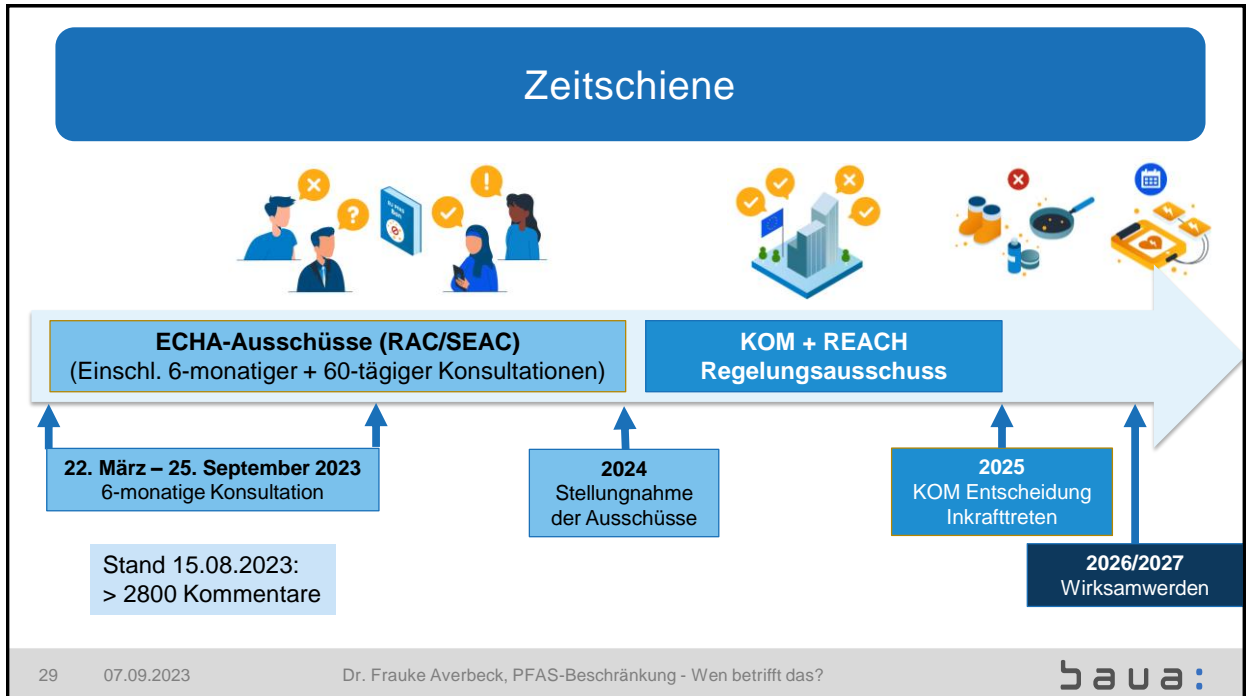 Zeitschiene
ECHA-Ausschüsse (RAC/SEAC)
(Einschl. 6-monatiger + 60-tägiger Konsultationen)
KOM + REACH
Regelungsausschuss
22. März – 25. September 2023
6-monatige Konsultation
2024
Stellungnahme
der Ausschüsse
2025
KOM Entscheidung
Inkrafttreten
2026/2027
Wirksamwerden
Stand 15.08.2023:
> 2800 Kommentare
29 07.09.2023 Dr. Frauke Averbeck, PFAS-Beschränkung - Wen betrifft das? baua: